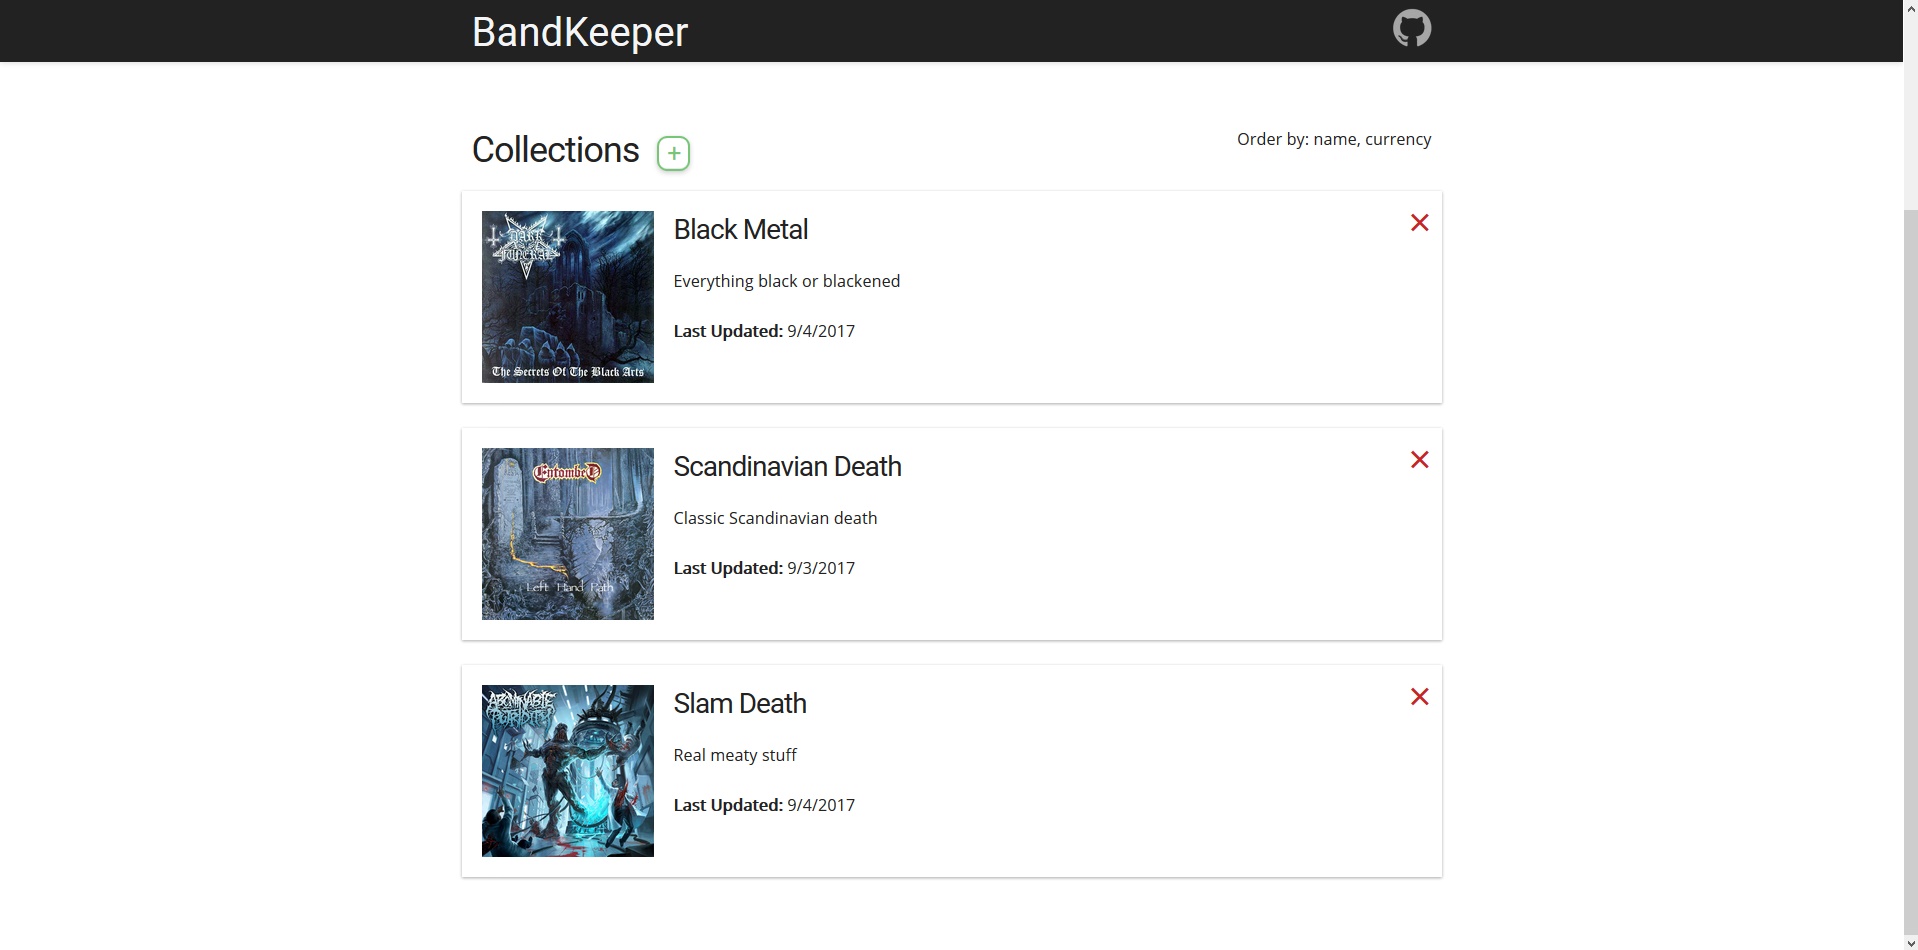 BandKeeper
Collections +
Order by: name, currency
DARK
FUNERAL
The Secrets Of The Black Arts
Black Metal
Everything black or blackened
Last Updated: 9/4/2017
Entombed
Left Hand Path
Scandinavian Death
Classic Scandinavian death
Last Updated: 9/3/2017
ABOMINABLE
PUTRIDITY
Slam Death
Real meaty stuff
Last Updated: 9/4/2017